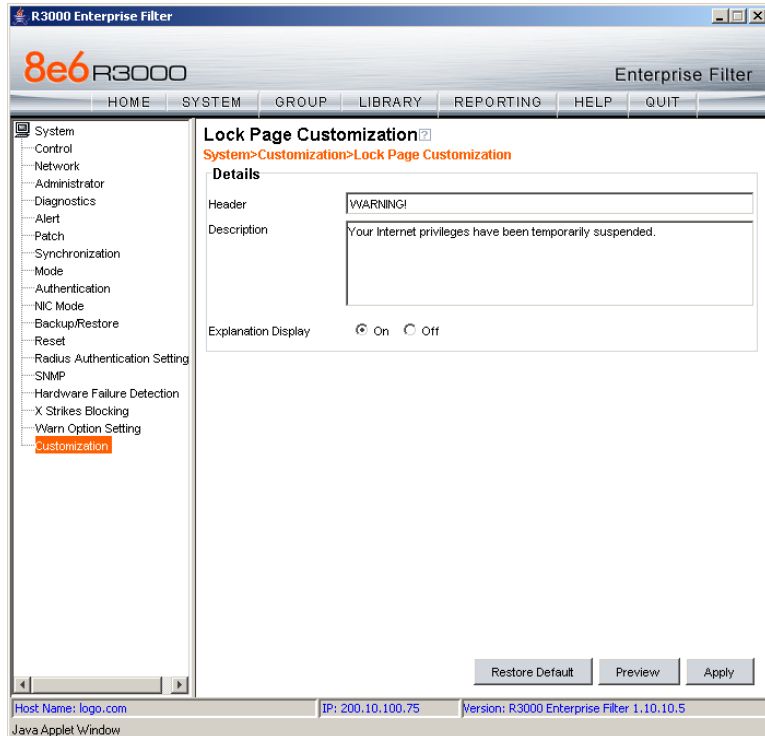 R3000 Enterprise Filter
8e6 R3000
Enterprise Filter
HOME SYSTEM GROUP LIBRARY REPORTING HELP QUIT
System
Control
Network
Administrator
Diagnostics
Alert
Patch
Synchronization
Mode
Authentication
NIC Mode
Backup/Restore
Reset
Radius Authentication Setting
SNMP
Hardware Failure Detection
X Strikes Blocking
Warn Option Setting
Customization
Lock Page Customization ?
System>Customization>Lock Page Customization
Details
Header WARNING!
Description Your Internet privileges have been temporarily suspended.
Explanation Display On Off
Restore Default Preview Apply
Host Name: logo.com IP: 200.10.100.75 Version: R3000 Enterprise Filter 1.10.10.5
Java Applet Window